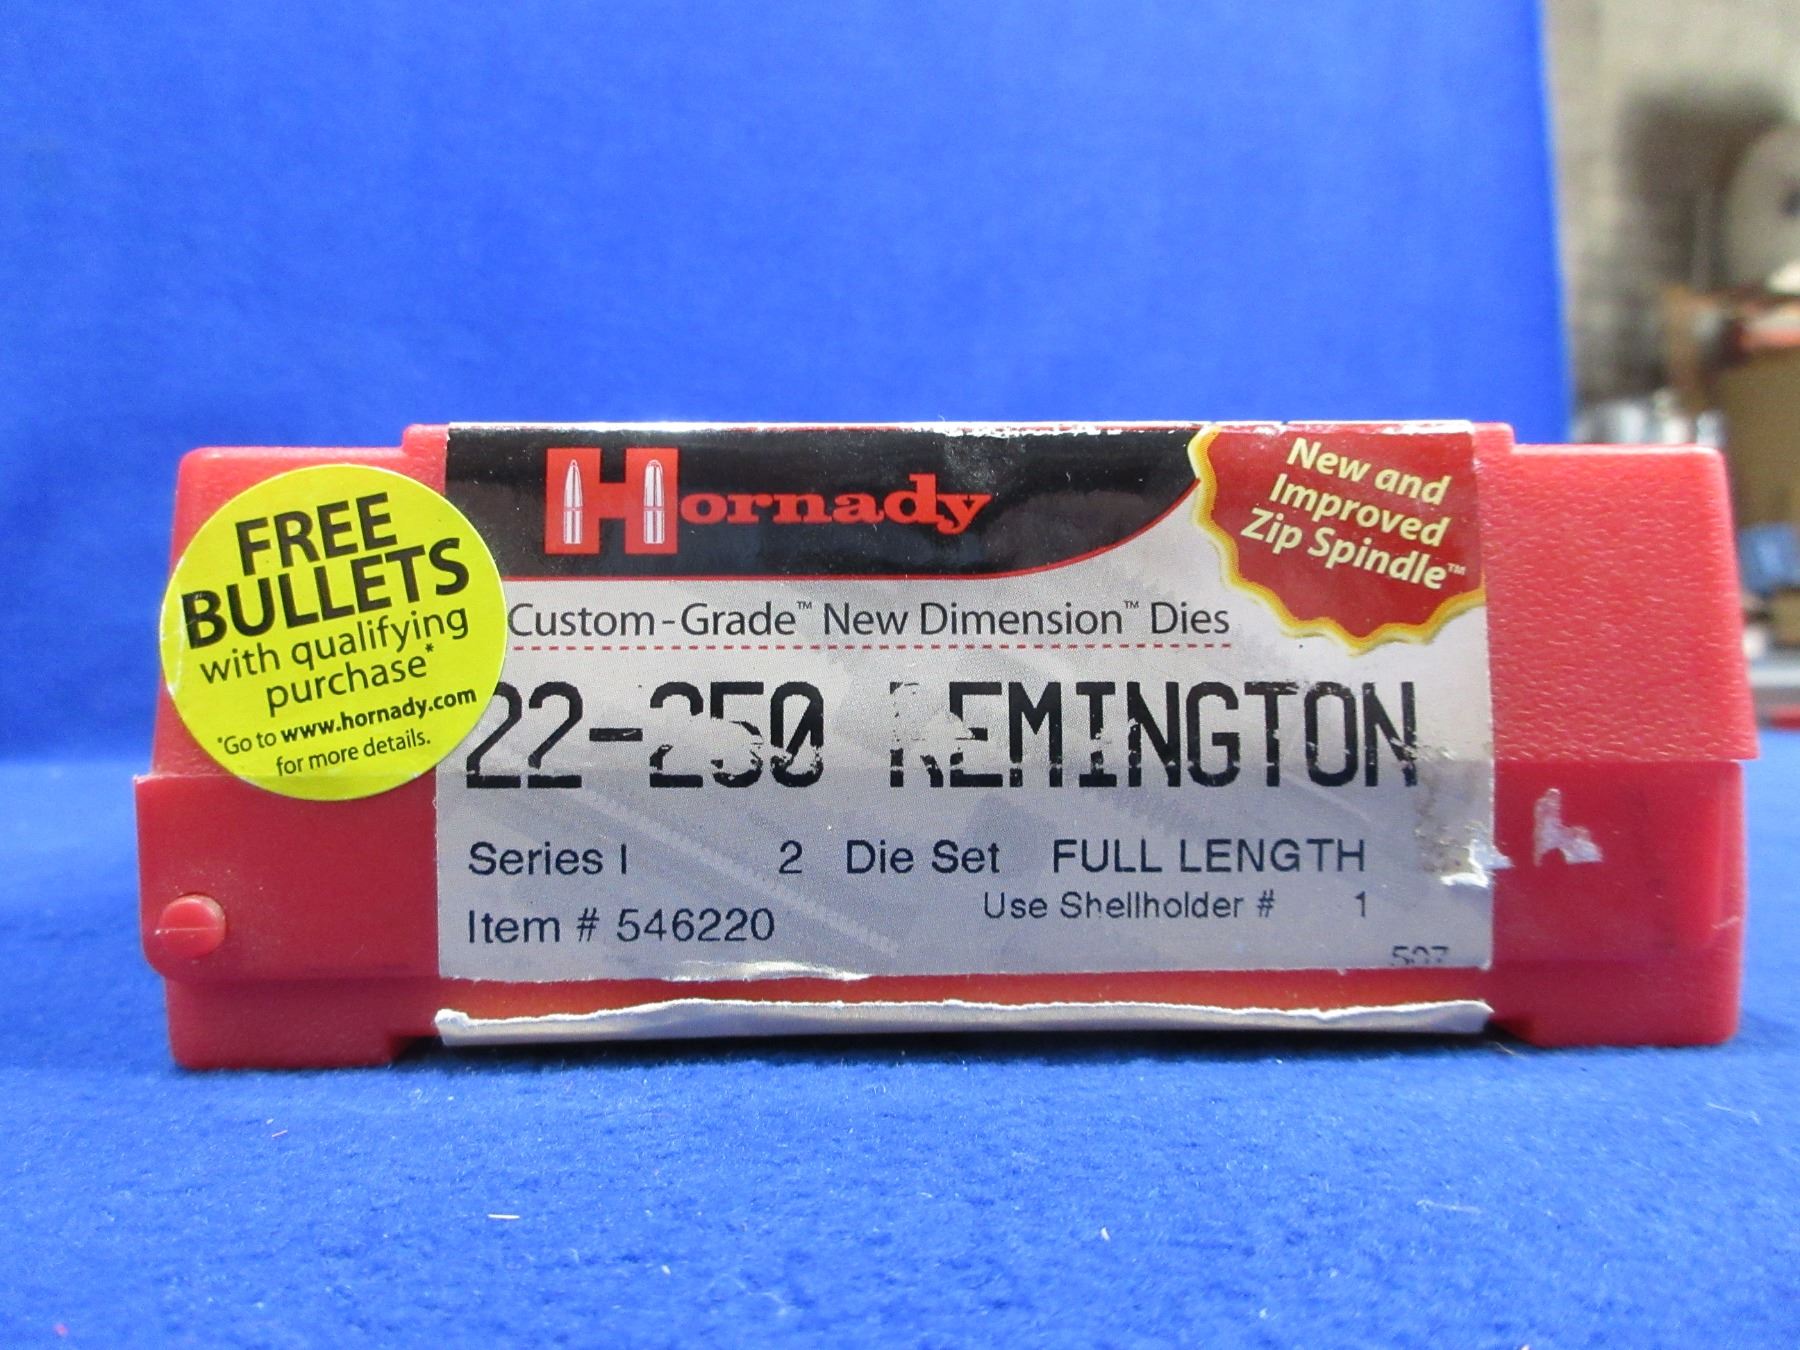 FREE
BULLETS
with qualifying
purchase*
*Go to www.hornady.com
for more details.
Hornady
New and
Improved
Zip Spindle™
Custom-Grade™ New Dimension™ Dies
22-250 REMINGTON
Series I 2 Die Set FULL LENGTH
Use Shellholder # 1
Item # 546220